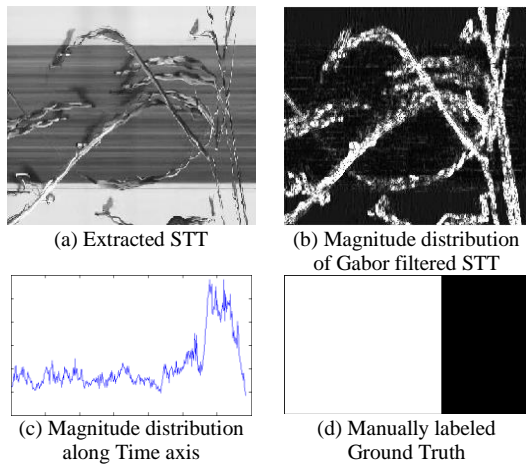 (a) Extracted STT
(b) Magnitude distribution
of Gabor filtered STT
(c) Magnitude distribution
along Time axis
(d) Manually labeled
Ground Truth